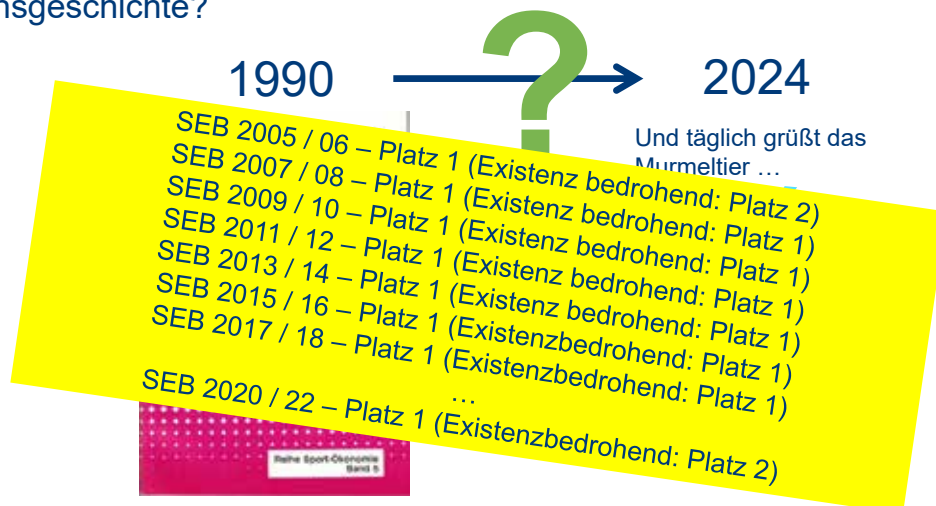 nsgeschichte?
1990
?
2024
Und täglich grüßt das
Murmeltier …
SEB 2005 / 06 – Platz 1 (Existenz bedrohend: Platz 2)
SEB 2007 / 08 – Platz 1 (Existenz bedrohend: Platz 1)
SEB 2009 / 10 – Platz 1 (Existenz bedrohend: Platz 1)
SEB 2011 / 12 – Platz 1 (Existenz bedrohend: Platz 1)
SEB 2013 / 14 – Platz 1 (Existenz bedrohend: Platz 1)
SEB 2015 / 16 – Platz 1 (Existenzbedrohend: Platz 1)
SEB 2017 / 18 – Platz 1 (Existenzbedrohend: Platz 1)
…
SEB 2020 / 22 – Platz 1 (Existenzbedrohend: Platz 2)
Reihe Sport-Ökonomie
Band 5